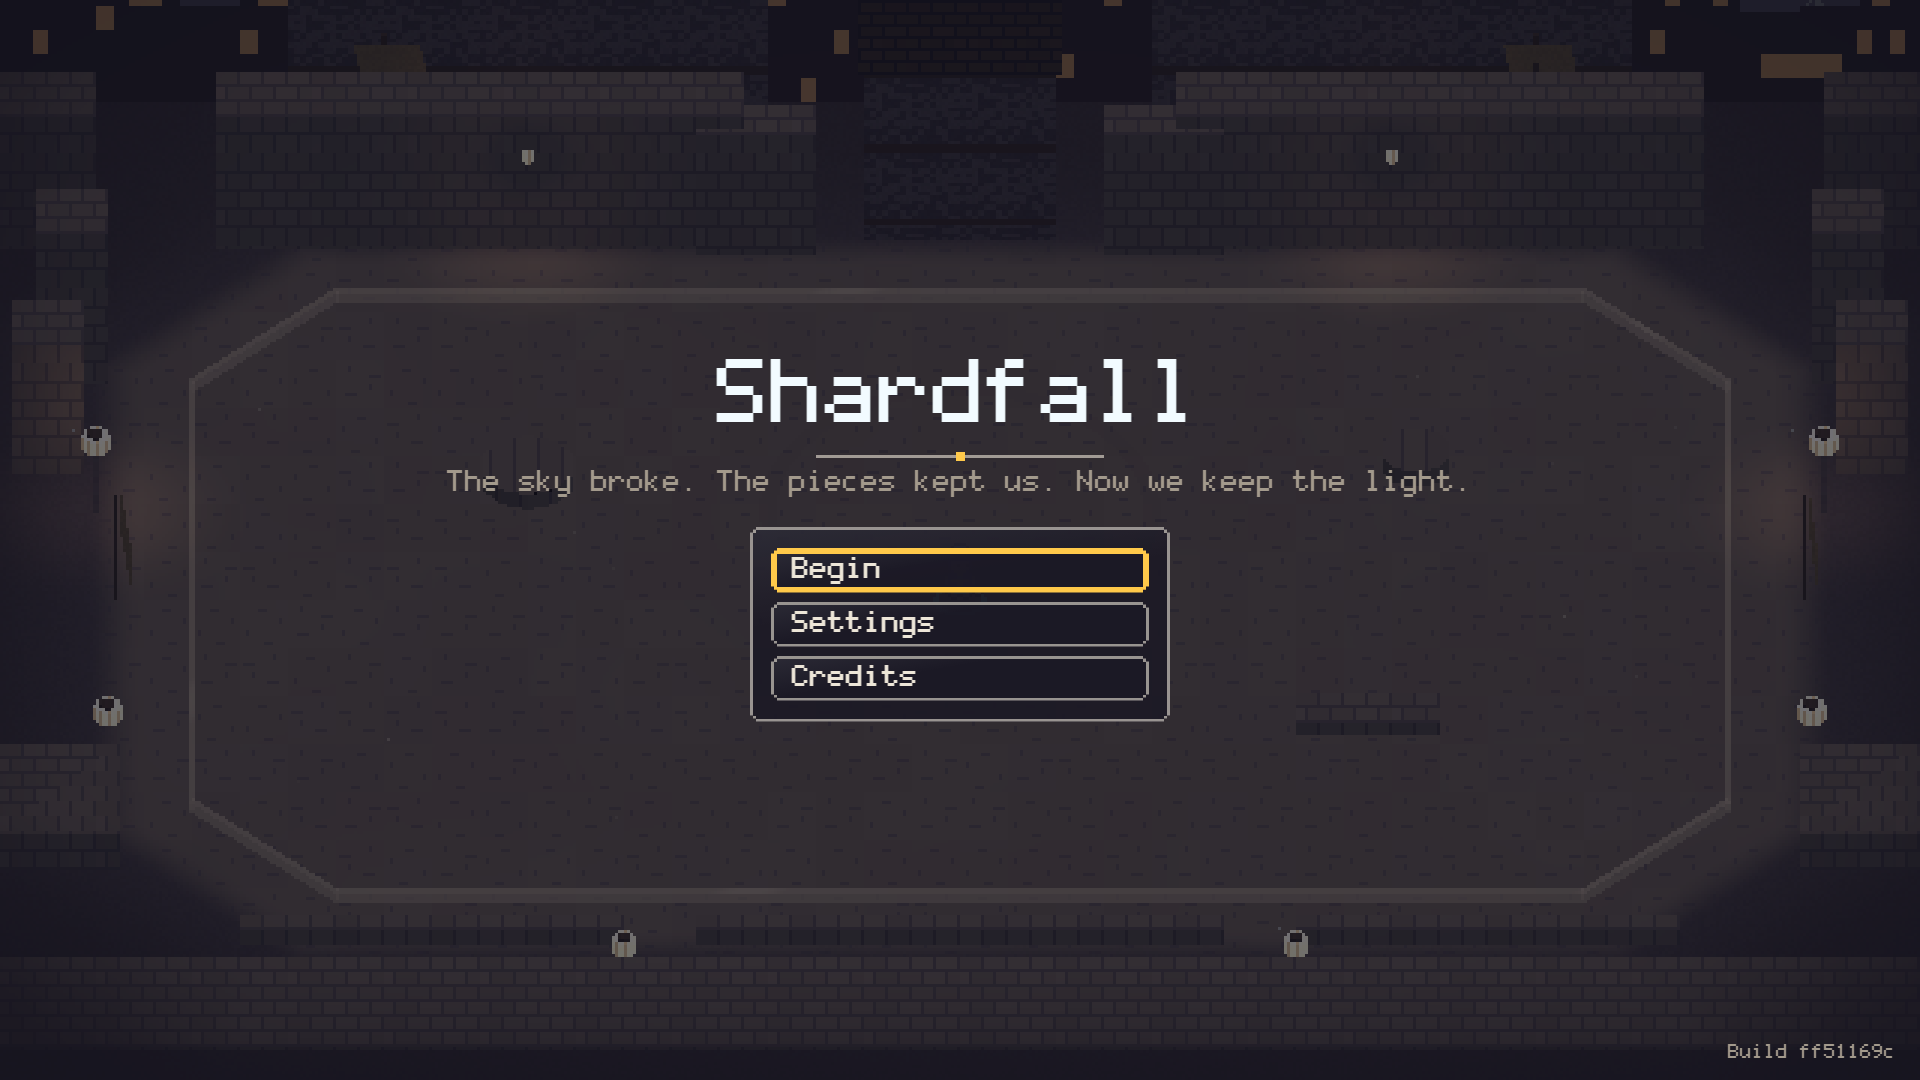 Shardfall
The sky broke. The pieces kept us. Now we keep the light.
Begin
Settings
Credits
Build ff51169c